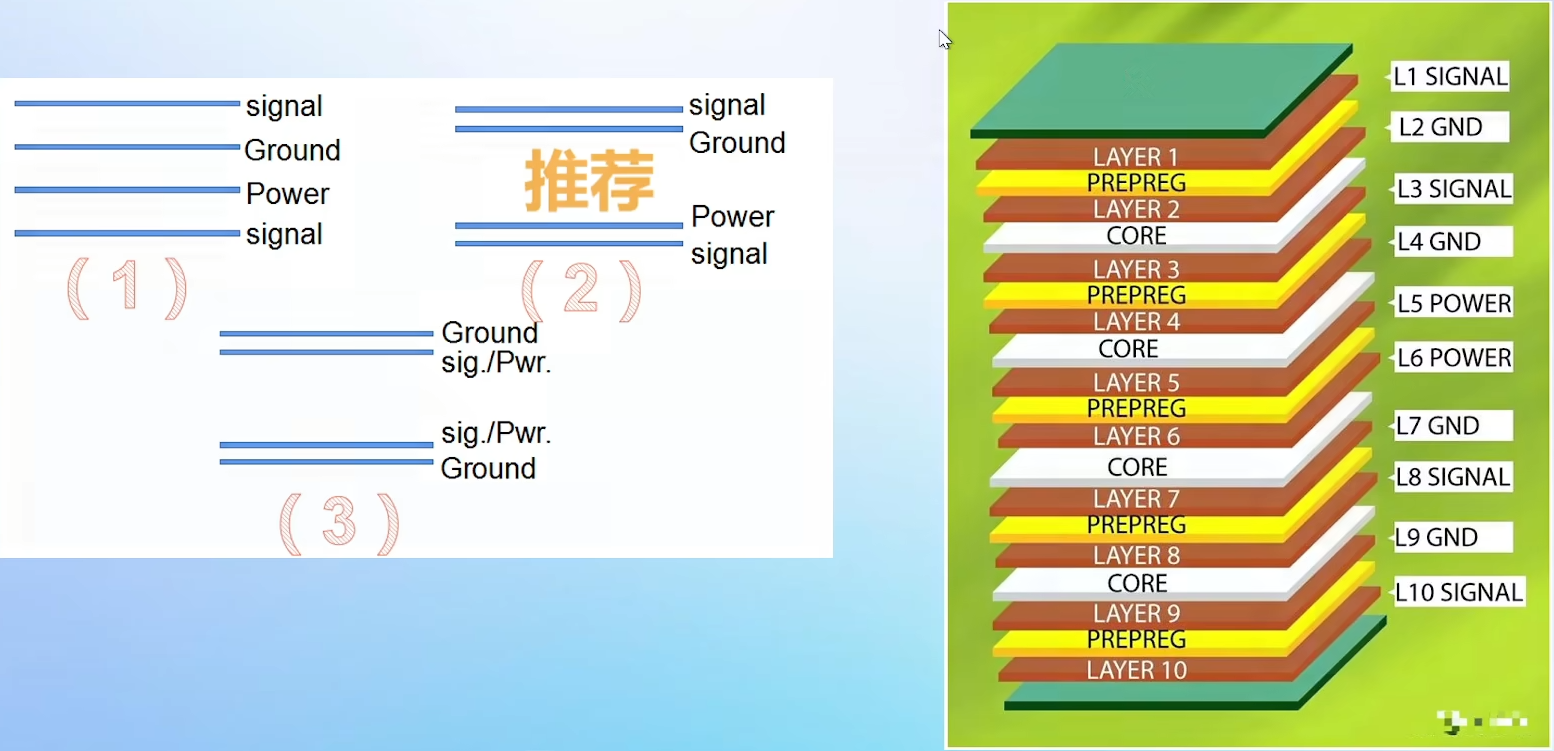 signal
Ground
Power
signal
(1)
signal
Ground
推荐
Power
signal
(2)
Ground
sig./Pwr.
sig./Pwr.
Ground
(3)
LAYER 1
PREPREG
LAYER 2
CORE
LAYER 3
PREPREG
LAYER 4
CORE
LAYER 5
PREPREG
LAYER 6
CORE
LAYER 7
PREPREG
LAYER 8
CORE
LAYER 9
PREPREG
LAYER 10
L1 SIGNAL
L2 GND
L3 SIGNAL
L4 GND
L5 POWER
L6 POWER
L7 GND
L8 SIGNAL
L9 GND
L10 SIGNAL